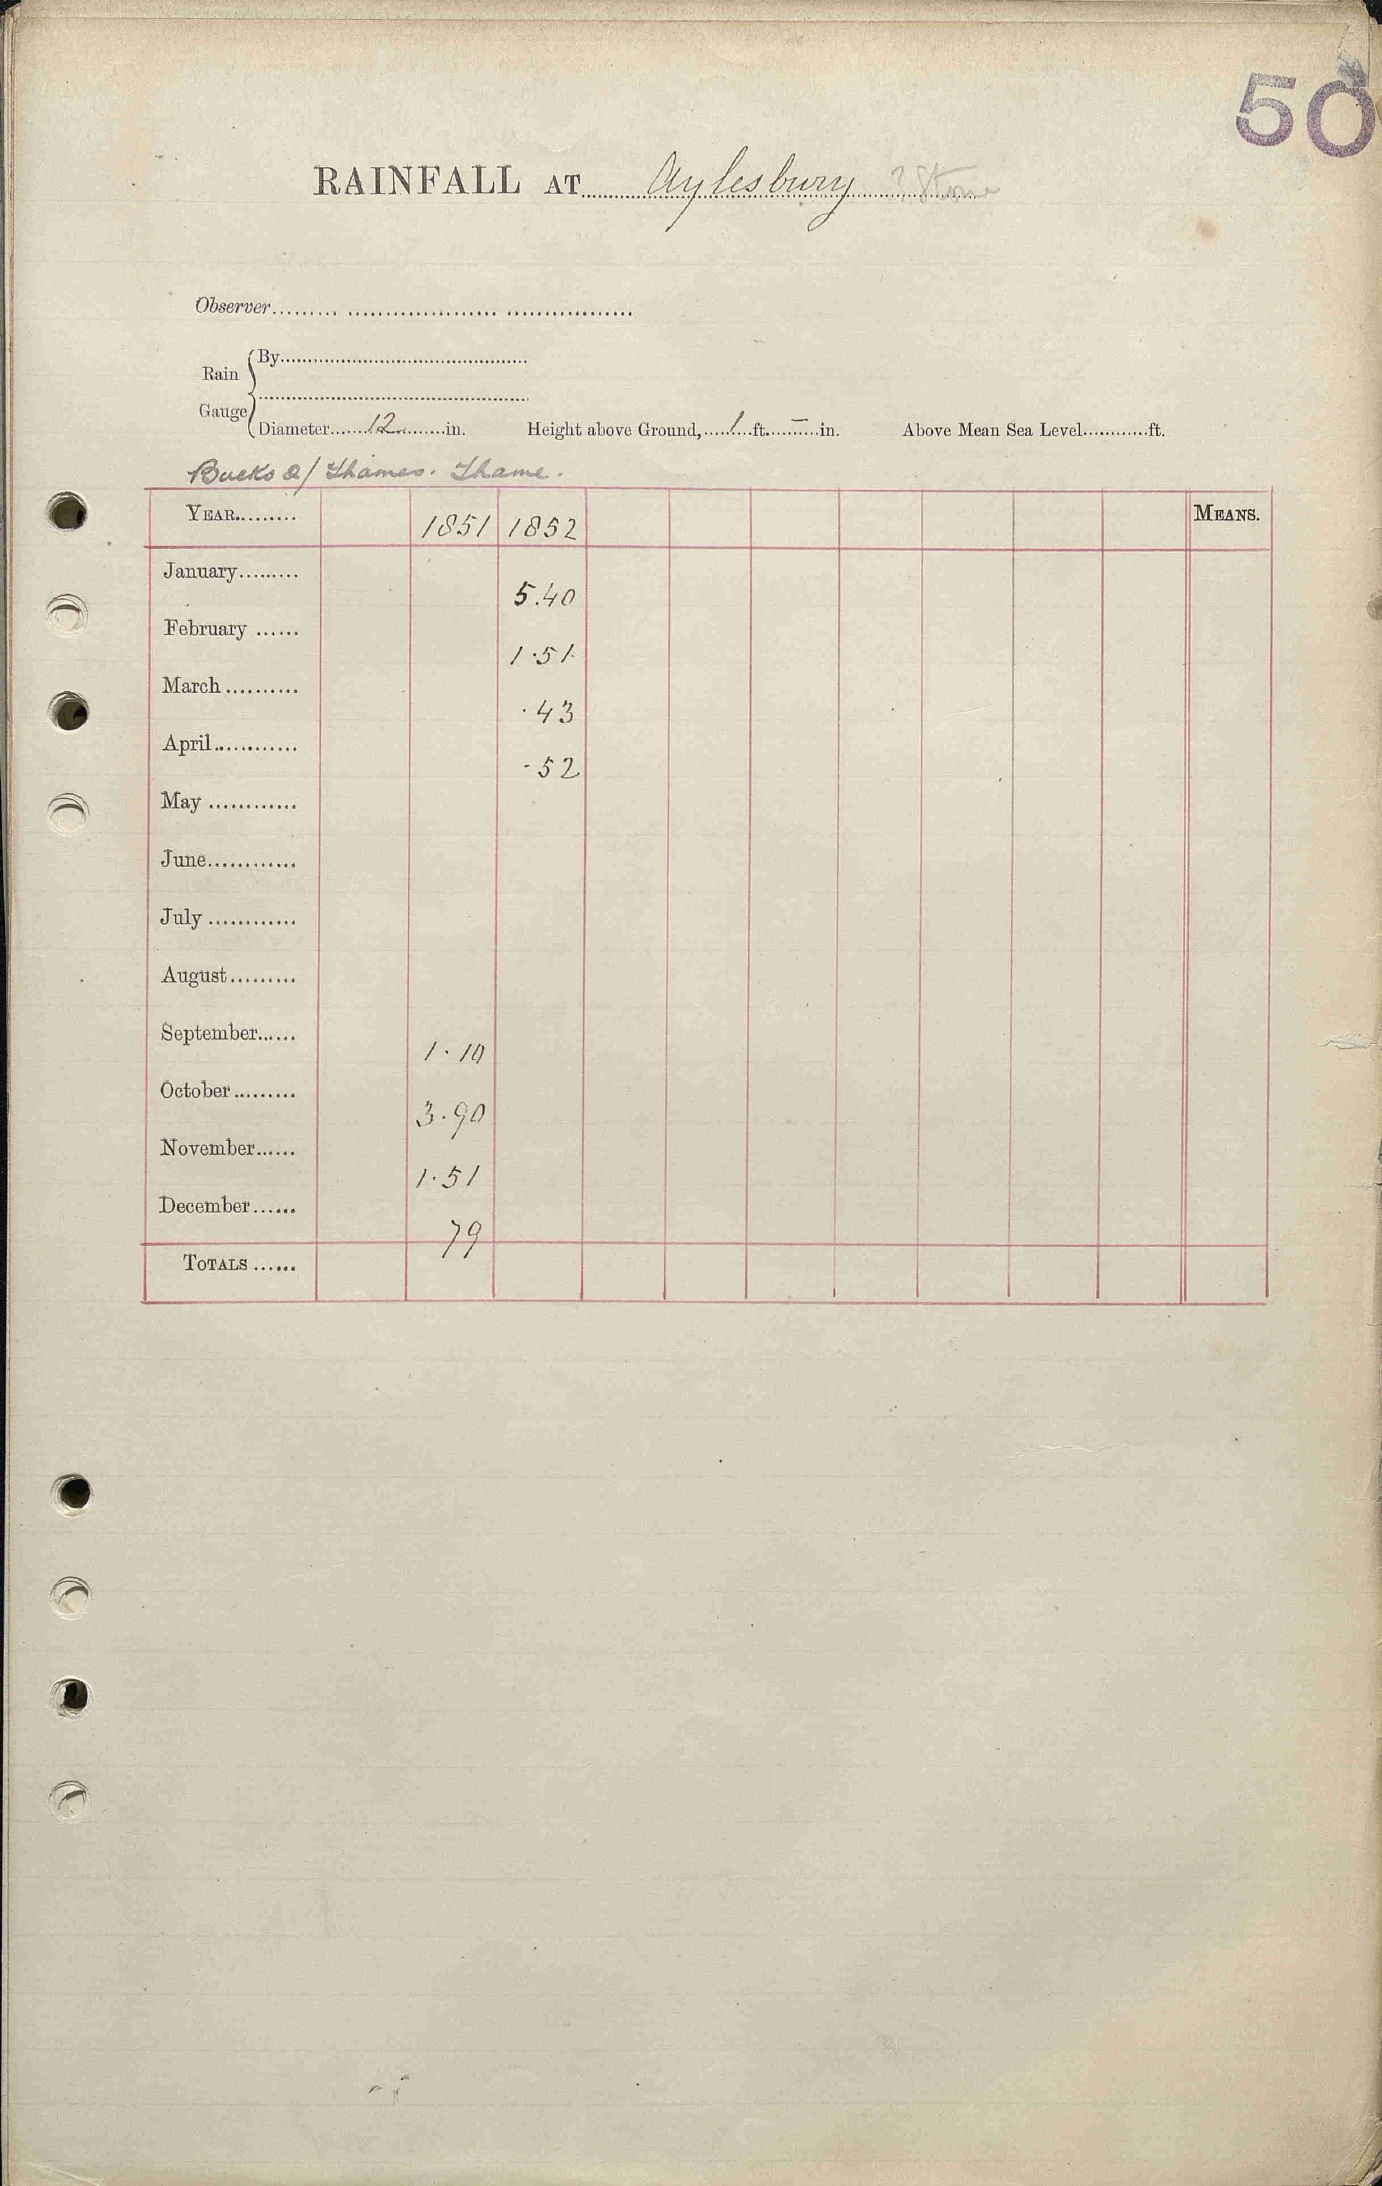 50
RAINFALL AT Aylesbury ? Stone
Observer
Rain Gauge
By
Diameter 12 in. Height above Ground, 1 ft. – in. Above Mean Sea Level ft.
Bucks Thames. Thame.
YEAR 1851 1852 MEANS.
January 5.40
February 1.51
March .43
April .52
May
June
July
August
September 1.10
October 3.90
November 1.51
December 79
TOTALS